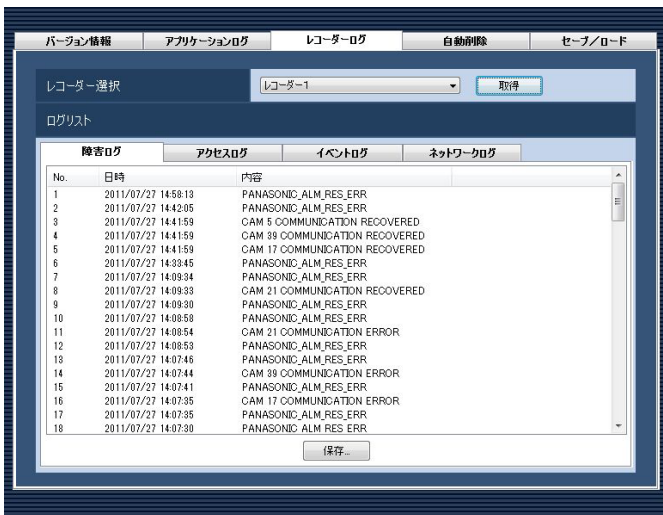 バージョン情報 アプリケーションログ レコーダーログ 自動削除 セーブ/ロード
レコーダー選択 レコーダー1 取得
ログリスト
障害ログ アクセスログ イベントログ ネットワークログ
No. 日時 内容
1 2011/07/27 14:58:13 PANASONIC_ALM_RES_ERR
2 2011/07/27 14:42:05 PANASONIC_ALM_RES_ERR
3 2011/07/27 14:41:59 CAM 5 COMMUNICATION RECOVERED
4 2011/07/27 14:41:59 CAM 39 COMMUNICATION RECOVERED
5 2011/07/27 14:41:59 CAM 17 COMMUNICATION RECOVERED
6 2011/07/27 14:33:45 PANASONIC_ALM_RES_ERR
7 2011/07/27 14:09:34 PANASONIC_ALM_RES_ERR
8 2011/07/27 14:09:33 CAM 21 COMMUNICATION RECOVERED
9 2011/07/27 14:09:30 PANASONIC_ALM_RES_ERR
10 2011/07/27 14:08:58 PANASONIC_ALM_RES_ERR
11 2011/07/27 14:08:54 CAM 21 COMMUNICATION ERROR
12 2011/07/27 14:08:53 PANASONIC_ALM_RES_ERR
13 2011/07/27 14:07:46 PANASONIC_ALM_RES_ERR
14 2011/07/27 14:07:44 CAM 39 COMMUNICATION ERROR
15 2011/07/27 14:07:41 PANASONIC_ALM_RES_ERR
16 2011/07/27 14:07:35 CAM 17 COMMUNICATION ERROR
17 2011/07/27 14:07:35 PANASONIC_ALM_RES_ERR
18 2011/07/27 14:07:30 PANASONIC_ALM_RES_ERR
保存...